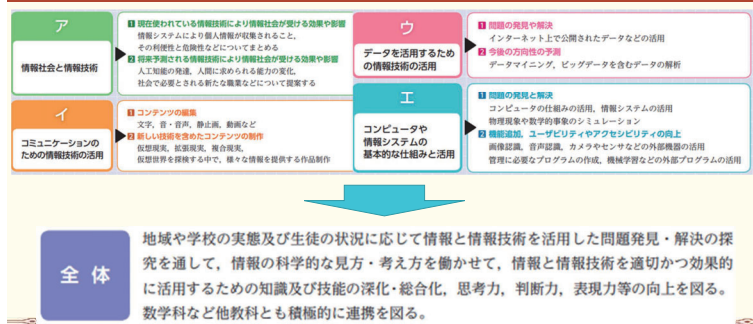 ア
情報社会と情報技術
1 現在使われている情報技術により情報社会が受ける効果や影響
情報システムにより個人情報が収集されること，
その利便性と危険性などについてまとめる
2 将来予測される情報技術により情報社会が受ける効果や影響
人工知能の発達，人間に求められる能力の変化，
社会で必要とされる新たな職業などについて提案する
イ
コミュニケーションの
ための情報技術の活用
1 コンテンツの編集
文字，音・音声，静止画，動画など
2 新しい技術を含めたコンテンツの制作
仮想現実，拡張現実，複合現実，
仮想世界を探検する中で，様々な情報を提供する作品制作
ウ
データを活用するため
の情報技術の活用
1 問題の発見や解決
インターネット上で公開されたデータなどの活用
2 今後の方向性の予測
データマイニング，ビッグデータを含むデータの解析
エ
コンピュータや
情報システムの
基本的な仕組みと活用
1 問題の発見と解決
コンピュータの仕組みの活用，情報システムの活用
物理現象や数学的事象のシミュレーション
2 機能追加，ユーザビリティやアクセシビリティの向上
画像認識，音声認識，カメラやセンサなどの外部機器の活用
管理に必要なプログラムの作成，機械学習などの外部プログラムの活用
全体
地域や学校の実態及び生徒の状況に応じて情報と情報技術を活用した問題発見・解決の探
究を通して，情報の科学的な見方・考え方を働かせて，情報と情報技術を適切かつ効果的
に活用するための知識及び技能の深化・総合化，思考力，判断力，表現力等の向上を図る。
数学科など他教科とも積極的に連携を図る。